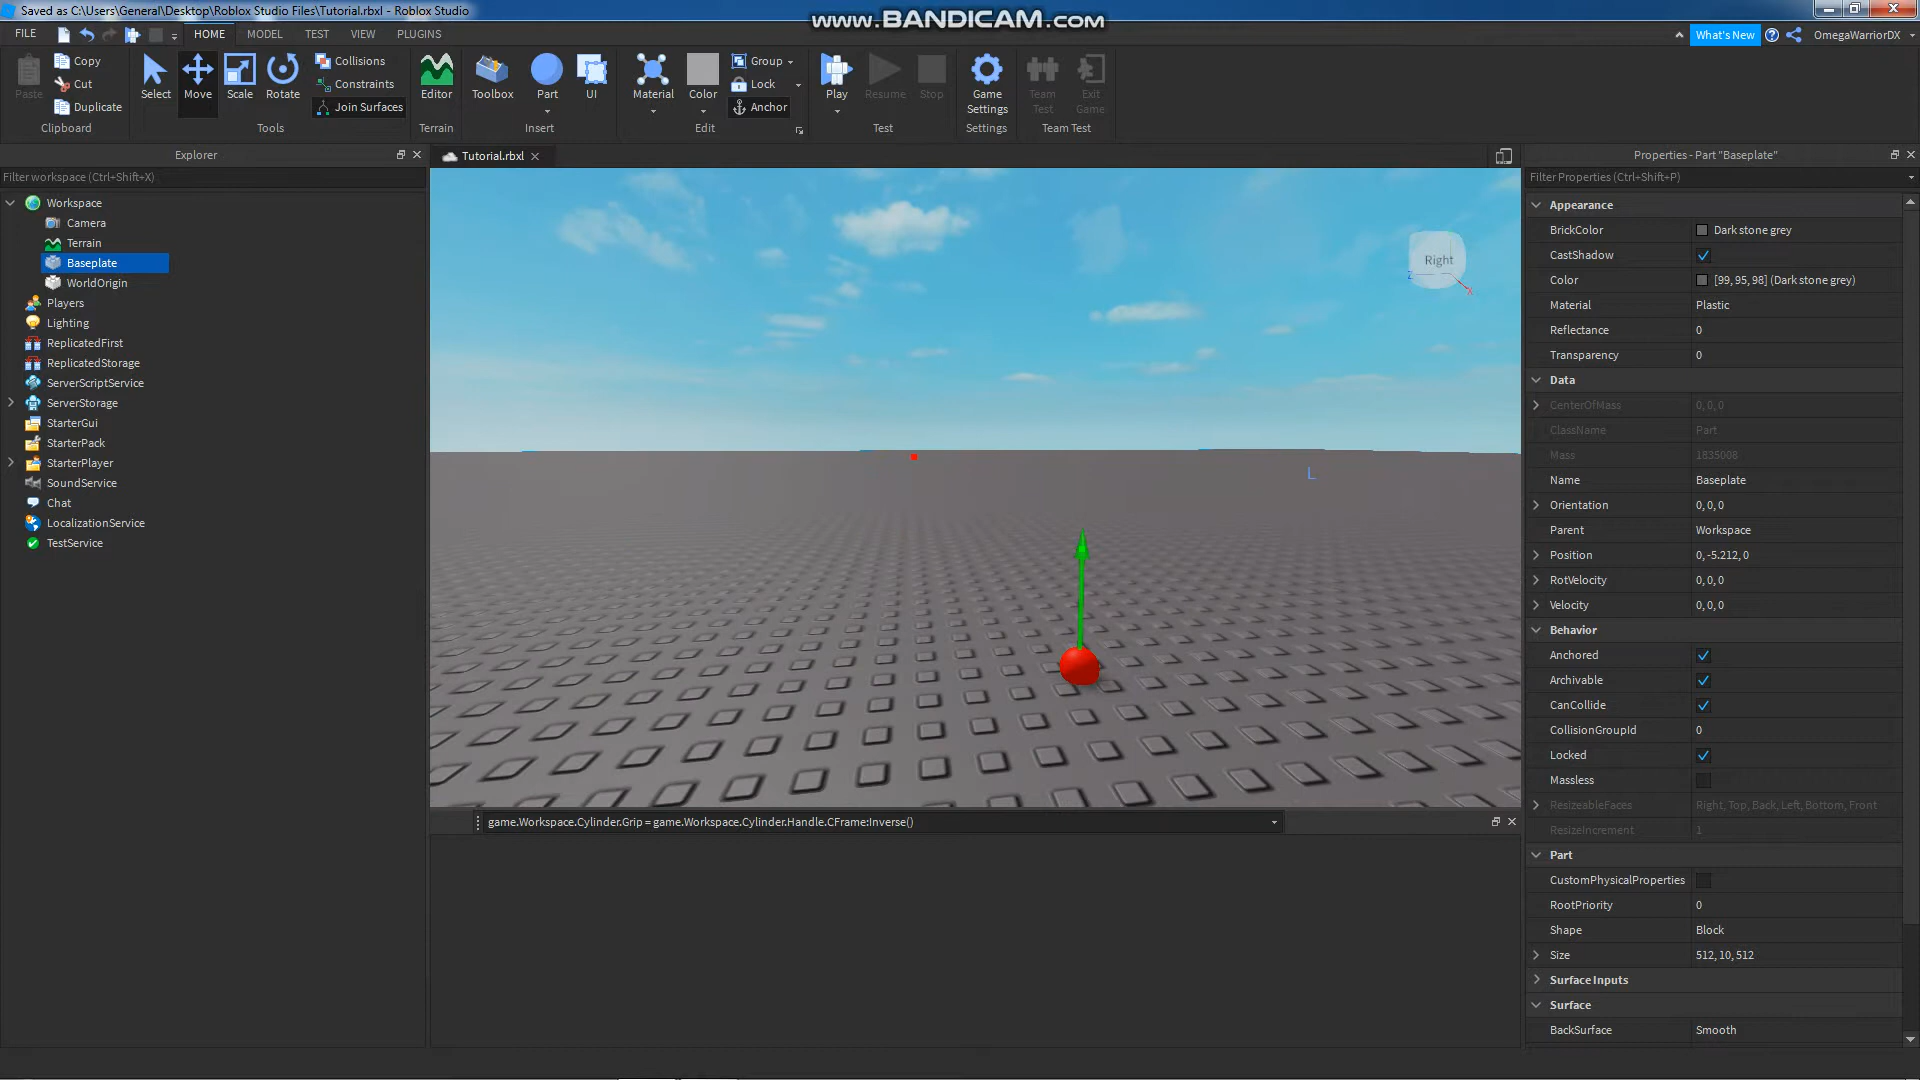 Saved as C:\Users\General\Desktop\Roblox Studio Files\Tutorial.rbxl - Roblox Studio
www.BANDICAM.com
FILE HOME MODEL TEST VIEW PLUGINS What's New OmegaWarriorDX
Paste Copy Cut Duplicate Clipboard
Select Move Scale Rotate Collisions Constraints Join Surfaces Tools
Editor Terrain
Toolbox Part UI Insert
Material Color Group Lock Anchor Edit
Play Resume Stop Test
Game Settings Settings
Team Test Exit Game Team Test
Explorer
Filter workspace (Ctrl+Shift+X)
Workspace
Camera
Terrain
Baseplate
WorldOrigin
Players
Lighting
ReplicatedFirst
ReplicatedStorage
ServerScriptService
ServerStorage
StarterGui
StarterPack
StarterPlayer
SoundService
Chat
LocalizationService
TestService
Tutorial.rbxl
Right
Z
X
L
game.Workspace.Cylinder.Grip = game.Workspace.Cylinder.Handle.CFrame:Inverse()
Properties - Part "Baseplate"
Filter Properties (Ctrl+Shift+P)
Appearance
BrickColor Dark stone grey
CastShadow
Color [99, 95, 98] (Dark stone grey)
Material Plastic
Reflectance 0
Transparency 0
Data
CenterOfMass 0, 0, 0
ClassName Part
Mass 1835008
Name Baseplate
Orientation 0, 0, 0
Parent Workspace
Position 0, -5.212, 0
RotVelocity 0, 0, 0
Velocity 0, 0, 0
Behavior
Anchored
Archivable
CanCollide
CollisionGroupId 0
Locked
Massless
ResizeableFaces Right, Top, Back, Left, Bottom, Front
ResizeIncrement 1
Part
CustomPhysicalProperties
RootPriority 0
Shape Block
Size 512, 10, 512
Surface Inputs
Surface
BackSurface Smooth